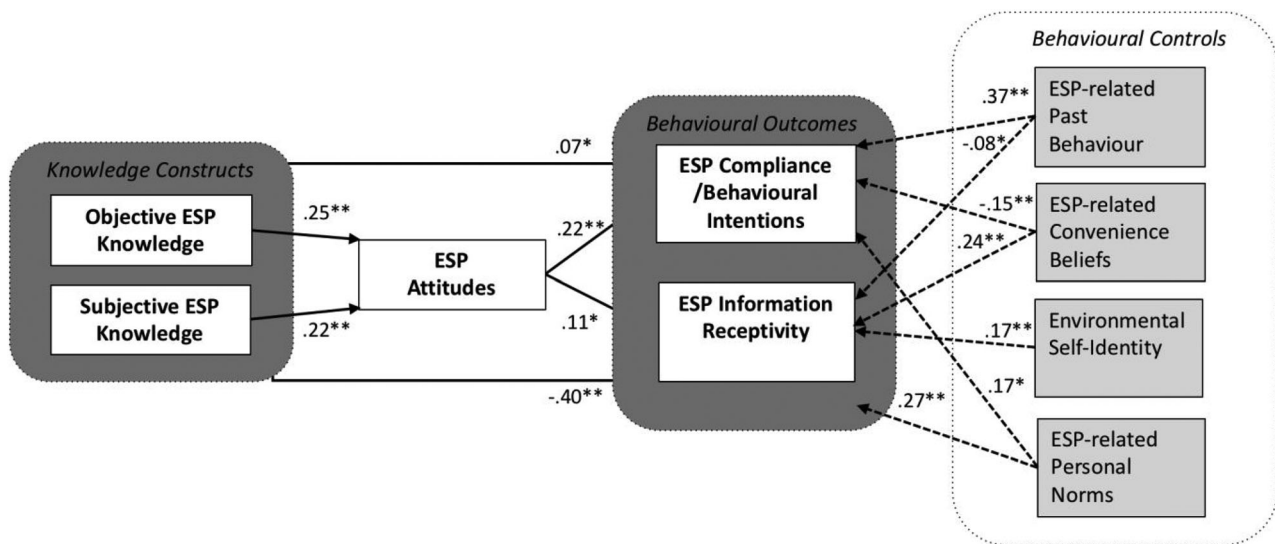 Behavioural Controls
.37**
ESP-related
Past
Behaviour
-.08*
Behavioural Outcomes
.07*
ESP Compliance
/Behavioural
Intentions
Knowledge Constructs
Objective ESP
Knowledge
.25**
ESP
Attitudes
.22**
-.15**
ESP-related
Convenience
Beliefs
.24**
Subjective ESP
Knowledge
.22**
.11*
ESP Information
Receptivity
.17**
Environmental
Self-Identity
-.40**
.27**
.17*
ESP-related
Personal
Norms